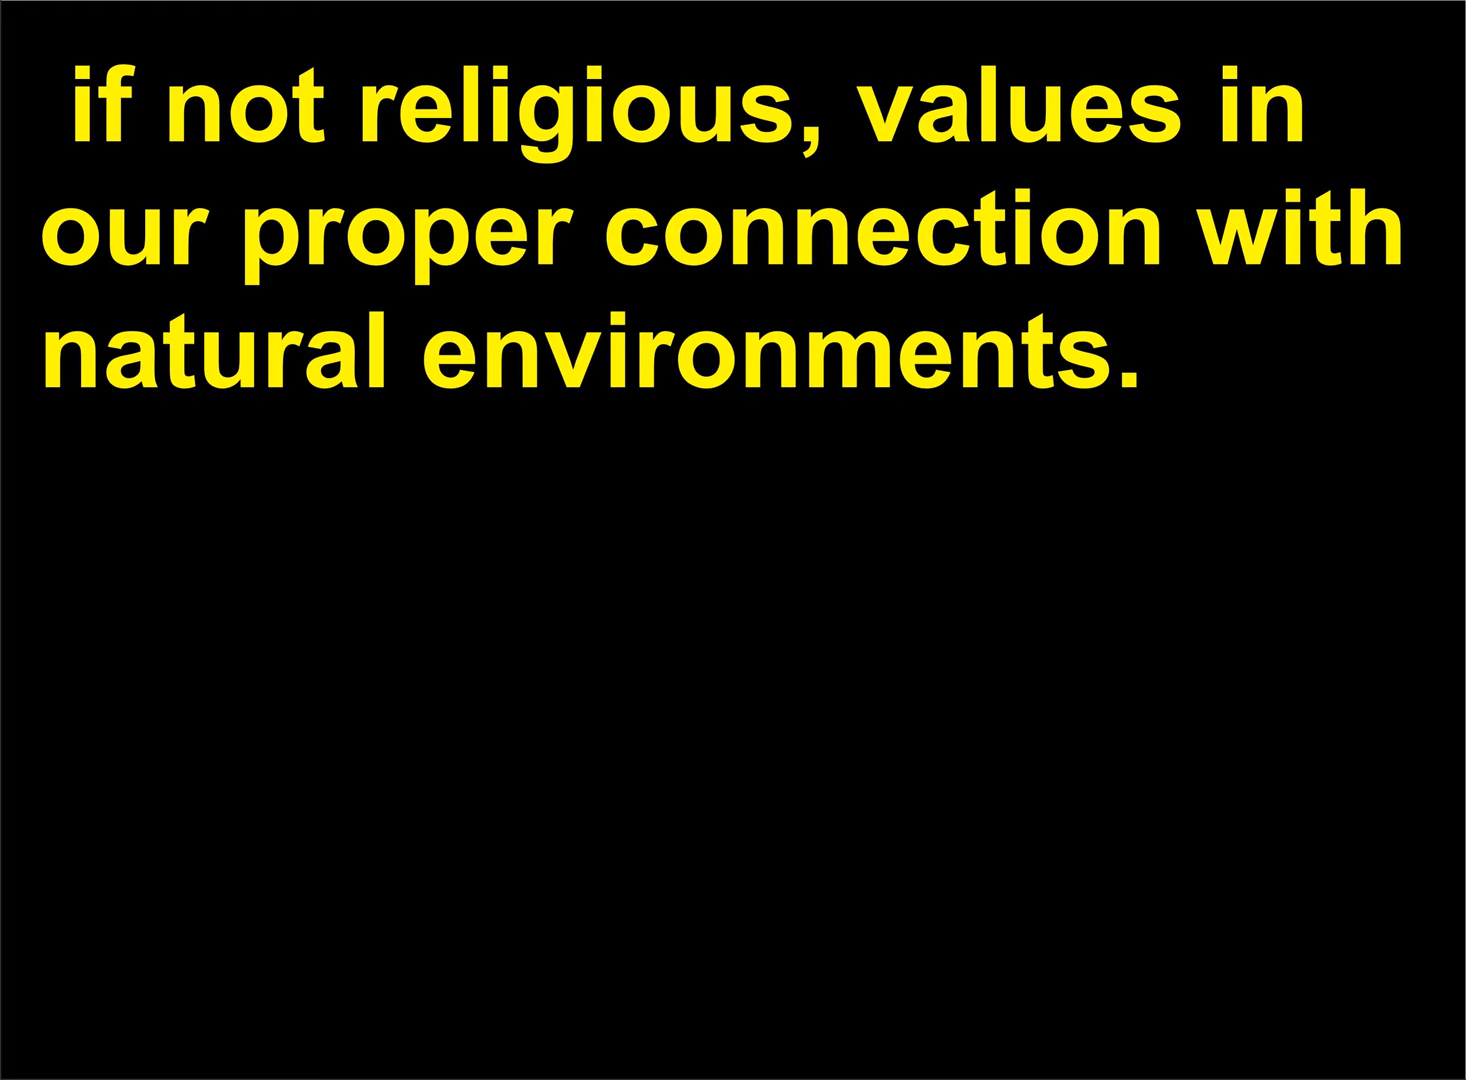 if not religious, values in
our proper connection with
natural environments.